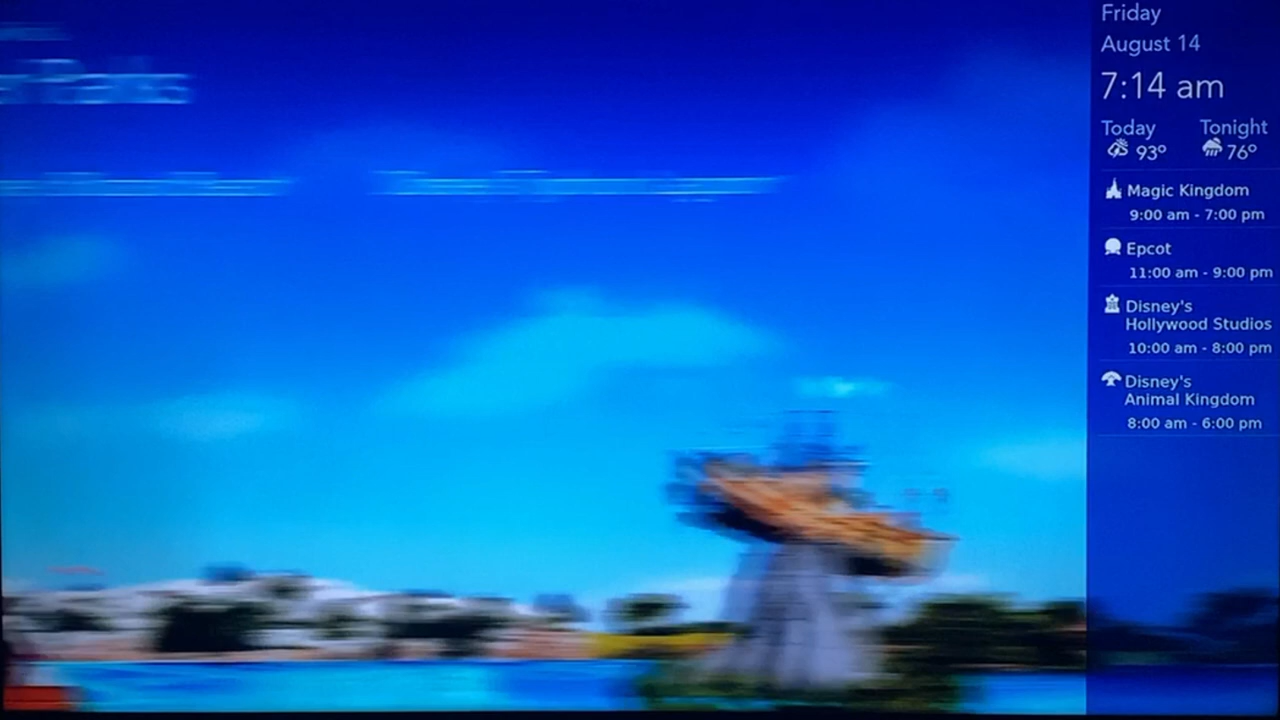 Friday
August 14
7:14 am
Today Tonight
93° 76°
Magic Kingdom
9:00 am - 7:00 pm
Epcot
11:00 am - 9:00 pm
Disney's
Hollywood Studios
10:00 am - 8:00 pm
Disney's
Animal Kingdom
8:00 am - 6:00 pm